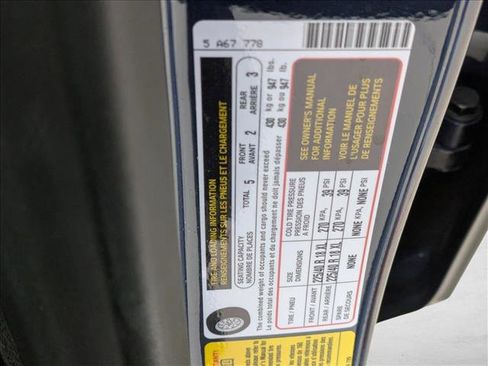 5 A67 778
TIRE AND LOADING INFORMATION
RENSEIGNEMENTS SUR LES PNEUS ET LE CHARGEMENT
SEATING CAPACITY
NOMBRE DE PLACES
TOTAL 5
FRONT
AVANT 2
REAR
ARRIÈRE 3
The combined weight of occupants and cargo should never exceed 430 kg or 947 lbs.
Le poids total des occupants et du chargement ne doit jamais dépasser 430 kg ou 947 lbs.
TIRE / PNEU
SIZE
DIMENSIONS
COLD TIRE PRESSURE
PRESSION DES PNEUS
A FROID
FRONT / AVANT 225/40 R 18 XL 270 KPA, 39 PSI
REAR / ARRIÈRE 225/40 R 18 XL 270 KPA, 39 PSI
SPARE
DE SECOURS NONE NONE KPA, NONE PSI
SEE OWNER'S MANUAL
FOR ADDITIONAL
INFORMATION
VOIR LE MANUEL DE
L'USAGER POUR PLUS
DE RENSEIGNEMENTS